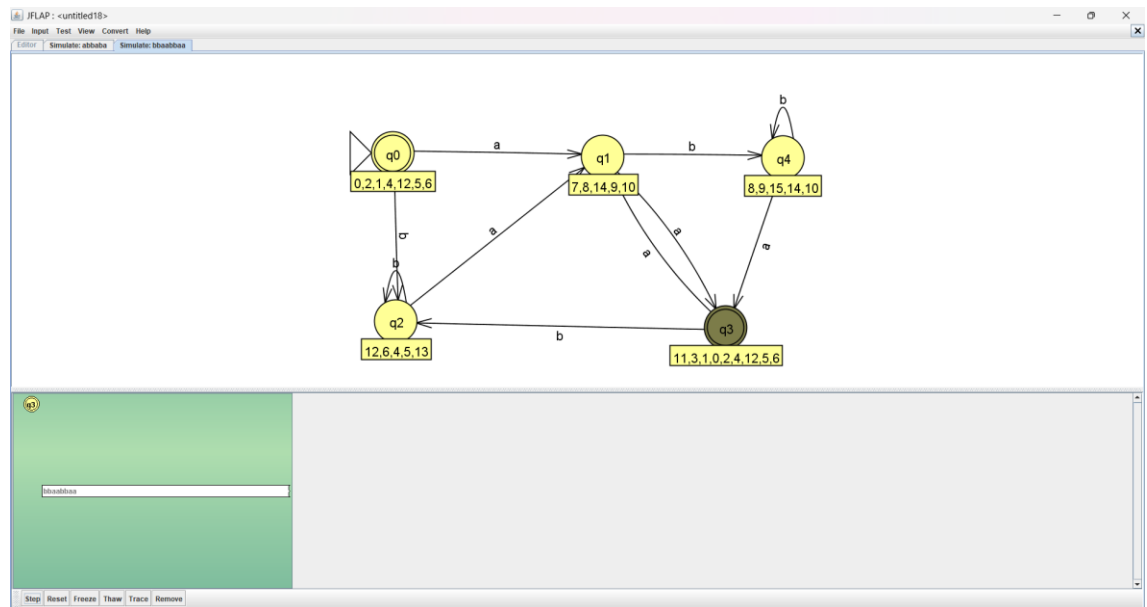 JFLAP : <untitled18>
File Input Test View Convert Help
Editor Simulate: abbaba Simulate: bbaabbaa
b
q0 a q1 b q4
0,2,1,4,12,5,6 7,8,14,9,10 8,9,15,14,10
b a a a a
b
q2 b q3
12,6,4,5,13 11,3,1,0,2,4,12,5,6
q3
bbaabbaa
Stop Reset Freeze Thaw Trace Remove